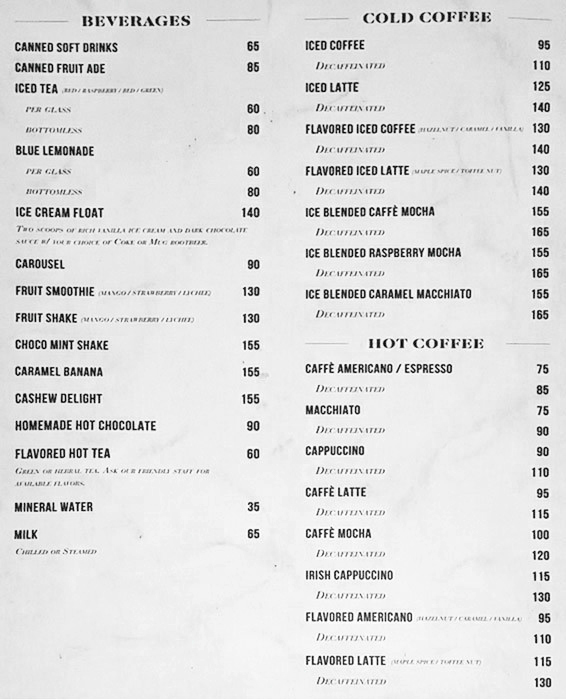 BEVERAGES
CANNED SOFT DRINKS 65
CANNED FRUIT ADE 85
ICED TEA (RED / RASPBERRY / RED / GREEN)
PER GLASS 60
BOTTOMLESS 80
BLUE LEMONADE
PER GLASS 60
BOTTOMLESS 80
ICE CREAM FLOAT 140
TWO SCOOPS OF RICH VANILLA ICE CREAM AND DARK CHOCOLATE
SAUCE W/ YOUR CHOICE OF COKE OR MUG ROOTBEER.
CAROUSEL 90
FRUIT SMOOTHIE (MANGO / STRAWBERRY / LYCHEE) 130
FRUIT SHAKE (MANGO / STRAWBERRY / LYCHEE) 130
CHOCO MINT SHAKE 155
CARAMEL BANANA 155
CASHEW DELIGHT 155
HOMEMADE HOT CHOCOLATE 90
FLAVORED HOT TEA 60
GREEN OR HERBAL TEA. ASK OUR FRIENDLY STAFF FOR
AVAILABLE FLAVORS.
MINERAL WATER 35
MILK 65
CHILLED OR STEAMED
COLD COFFEE
ICED COFFEE 95
DECAFFEINATED 110
ICED LATTE 125
DECAFFEINATED 140
FLAVORED ICED COFFEE (HAZELNUT / CARAMEL / VANILLA) 130
DECAFFEINATED 140
FLAVORED ICED LATTE (MAPLE SPICE / TOFFEE NUT) 130
DECAFFEINATED 140
ICE BLENDED CAFFÈ MOCHA 155
DECAFFEINATED 165
ICE BLENDED RASPBERRY MOCHA 155
DECAFFEINATED 165
ICE BLENDED CARAMEL MACCHIATO 155
DECAFFEINATED 165
HOT COFFEE
CAFFÈ AMERICANO / ESPRESSO 75
DECAFFEINATED 85
MACCHIATO 75
DECAFFEINATED 90
CAPPUCCINO 90
DECAFFEINATED 110
CAFFÈ LATTE 95
DECAFFEINATED 115
CAFFÈ MOCHA 100
DECAFFEINATED 120
IRISH CAPPUCCINO 115
DECAFFEINATED 130
FLAVORED AMERICANO (HAZELNUT / CARAMEL / VANILLA) 95
DECAFFEINATED 110
FLAVORED LATTE (MAPLE SPICE / TOFFEE NUT) 115
DECAFFEINATED 130